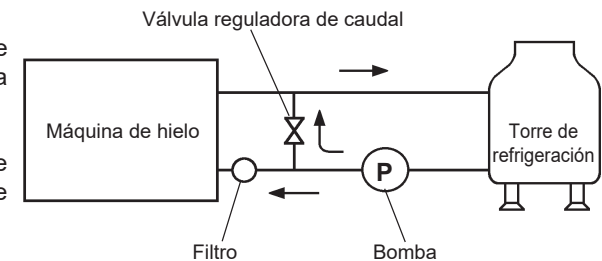 Válvula reguladora de caudal
e
a
Máquina de hielo
Torre de
refrigeración
e
e
P
Filtro
Bomba